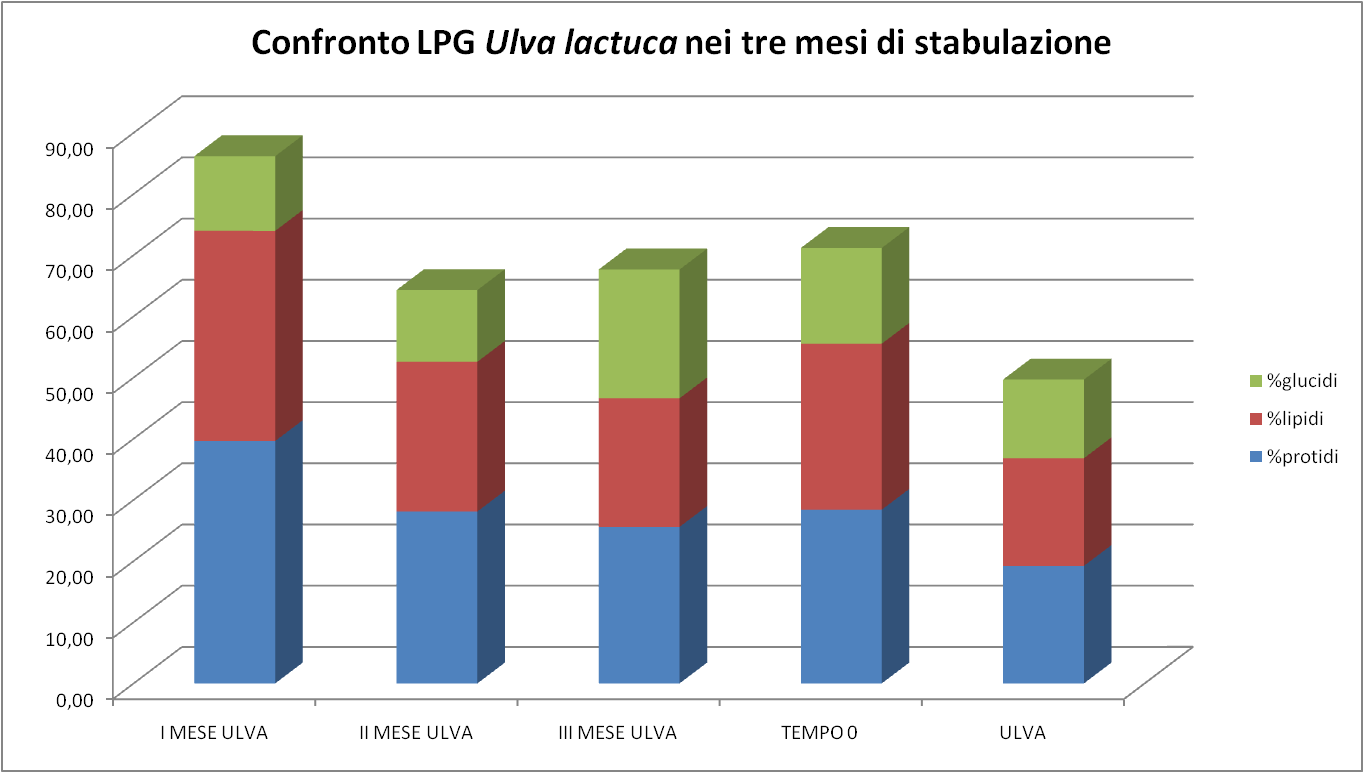 Confronto LPG Ulva lactuca nei tre mesi di stabulazione
90,00
80,00
70,00
60,00
50,00
40,00
30,00
20,00
10,00
0,00
I MESE ULVA
II MESE ULVA
III MESE ULVA
TEMPO 0
ULVA
%glucidi
%lipidi
%protidi